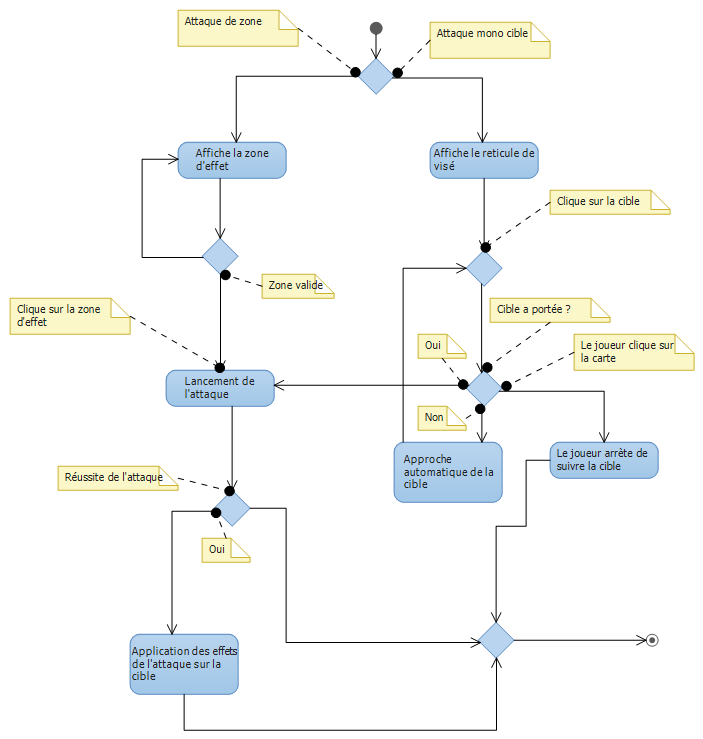 Attaque de zone
Attaque mono cible
Affiche la zone
d'effet
Affiche le reticule de
visé
Clique sur la cible
Zone valide
Clique sur la zone
d'effet
Cible a portée ?
Oui
Le joueur clique sur
la carte
Lancement de
l'attaque
Non
Approche
automatique de la
cible
Le joueur arrète de
suivre la cible
Réussite de l'attaque
Oui
Application des effets
de l'attaque sur la
cible